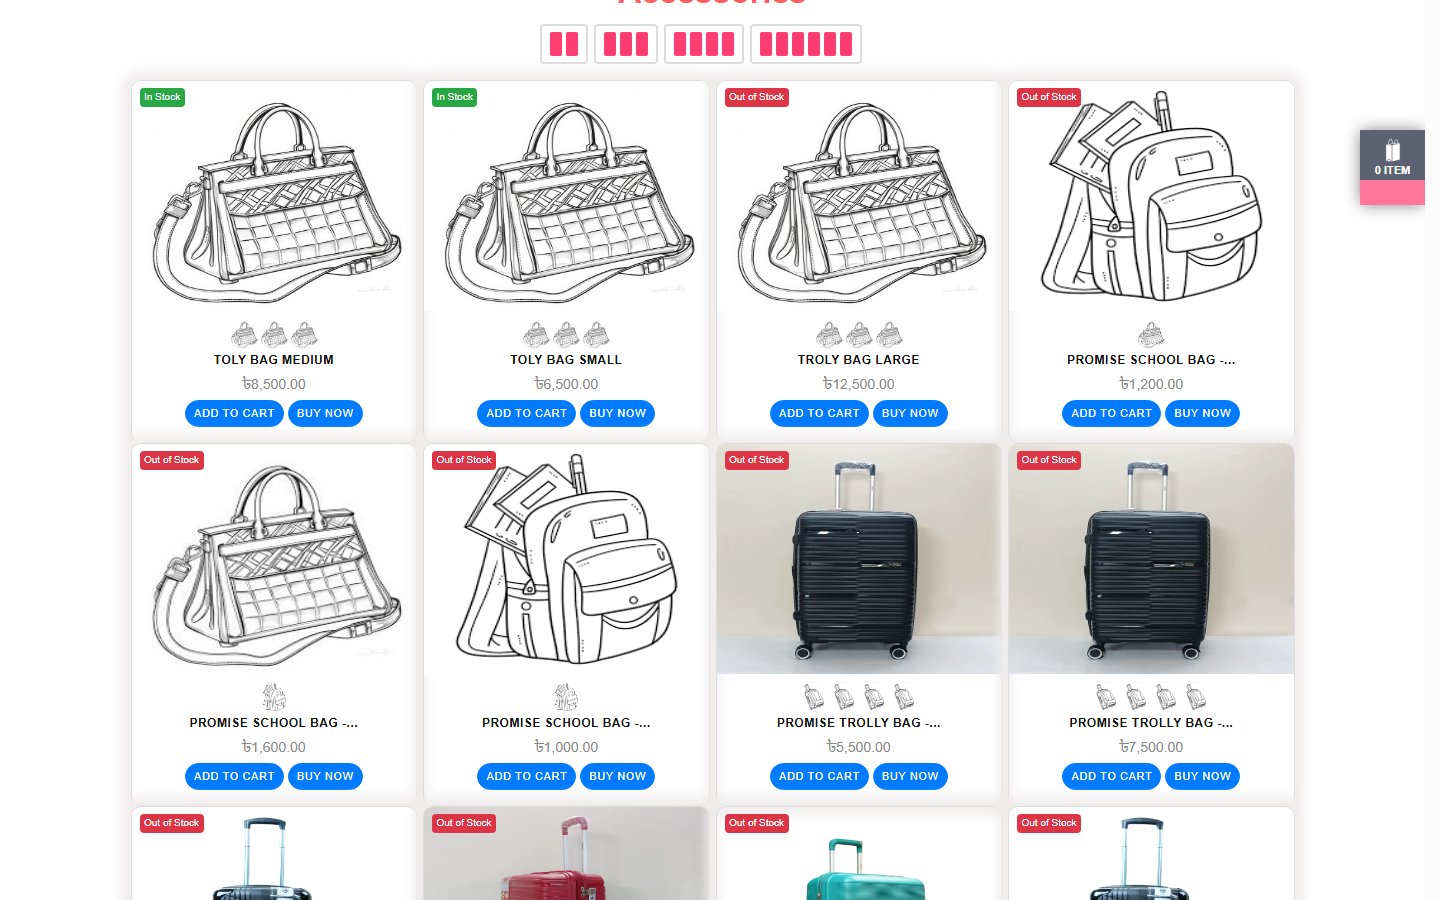 Accessories
0 ITEM
In Stock
TOLY BAG MEDIUM
৳8,500.00
ADD TO CART BUY NOW
In Stock
TOLY BAG SMALL
৳6,500.00
ADD TO CART BUY NOW
Out of Stock
TROLY BAG LARGE
৳12,500.00
ADD TO CART BUY NOW
Out of Stock
PROMISE SCHOOL BAG -...
৳1,200.00
ADD TO CART BUY NOW
Out of Stock
PROMISE SCHOOL BAG -...
৳1,600.00
ADD TO CART BUY NOW
Out of Stock
PROMISE SCHOOL BAG -...
৳1,000.00
ADD TO CART BUY NOW
Out of Stock
PROMISE TROLLY BAG -...
৳5,500.00
ADD TO CART BUY NOW
Out of Stock
PROMISE TROLLY BAG -...
৳7,500.00
ADD TO CART BUY NOW
Out of Stock
Out of Stock
Out of Stock
Out of Stock